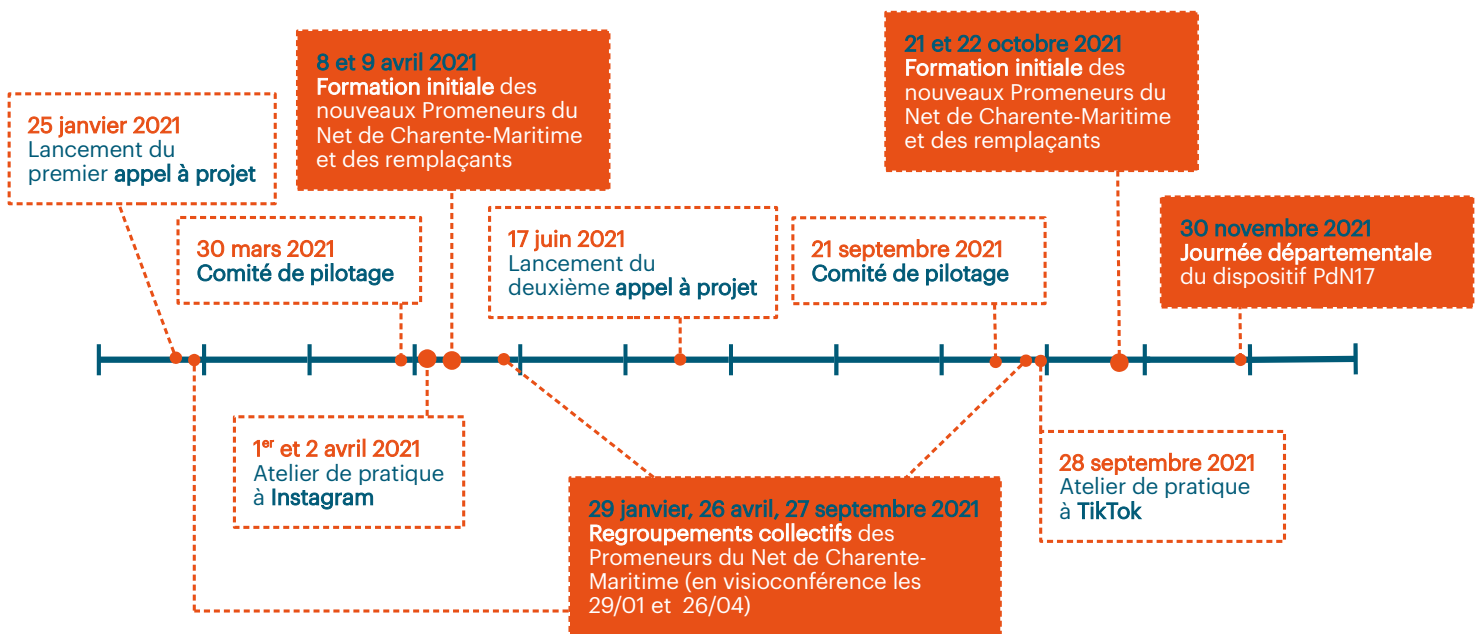 25 janvier 2021
Lancement du
premier appel à projet
30 mars 2021
Comité de pilotage
8 et 9 avril 2021
Formation initiale des
nouveaux Promeneurs du
Net de Charente-Maritime
et des remplaçants
17 juin 2021
Lancement du
deuxième appel à projet
21 septembre 2021
Comité de pilotage
21 et 22 octobre 2021
Formation initiale des
nouveaux Promeneurs du
Net de Charente-Maritime
et des remplaçants
30 novembre 2021
Journée départementale
du dispositif PdN17
1er et 2 avril 2021
Atelier de pratique
à Instagram
29 janvier, 26 avril, 27 septembre 2021
Regroupements collectifs des
Promeneurs du Net de Charente-
Maritime (en visioconférence les
29/01 et 26/04)
28 septembre 2021
Atelier de pratique
à TikTok